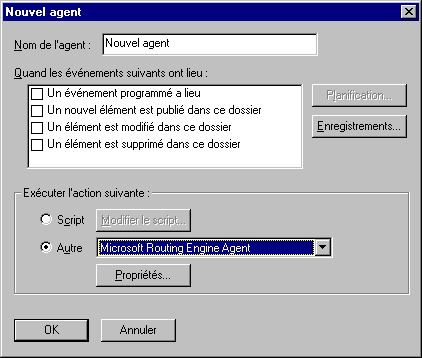 Nouvel agent
Nom de l'agent : Nouvel agent
Quand les événements suivants ont lieu :
Un événement programmé a lieu
Un nouvel élément est publié dans ce dossier
Un élément est modifié dans ce dossier
Un élément est supprimé dans ce dossier
Planification...
Enregistrements...
Exécuter l'action suivante :
Script Modifier le script...
Autre Microsoft Routing Engine Agent
Propriétés...
OK Annuler